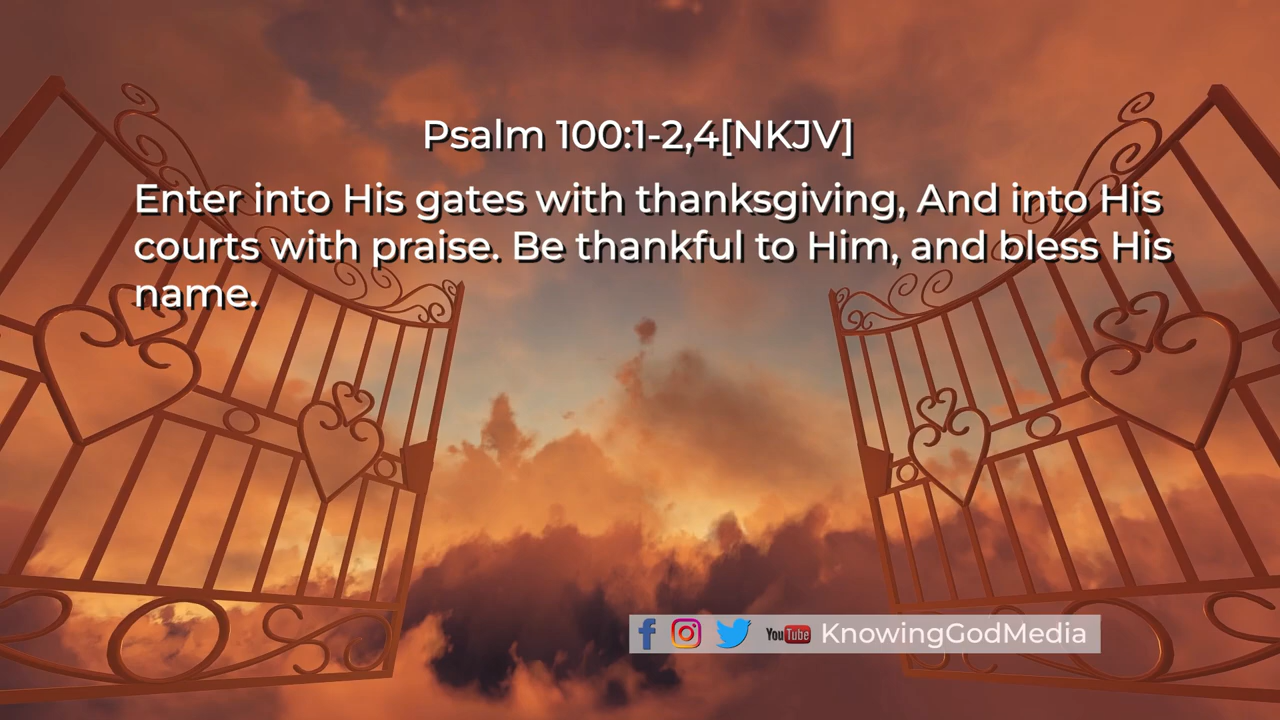 Psalm 100:1-2,4[NKJV]
Enter into His gates with thanksgiving, And into His
courts with praise. Be thankful to Him, and bless His
name.
You Tube KnowingGodMedia